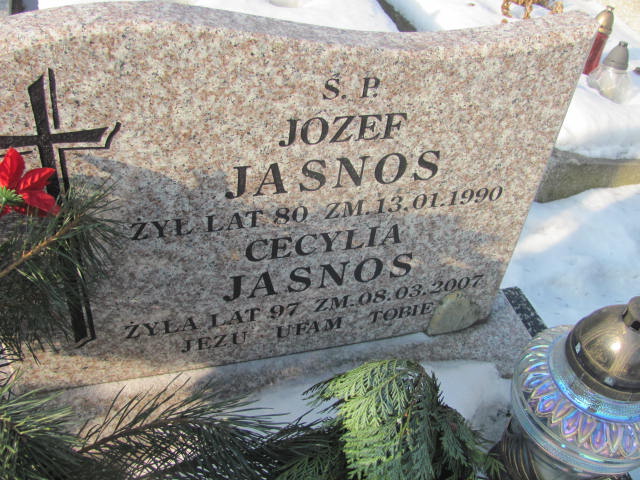 Ś. P.
JOZEF
JASNOS
ŻYŁ LAT 80 ZM.13.01.1990
CECYLIA
JASNOS
ŻYŁA LAT 97 ZM.08.03.2007
JEZU UFAM TOBIE